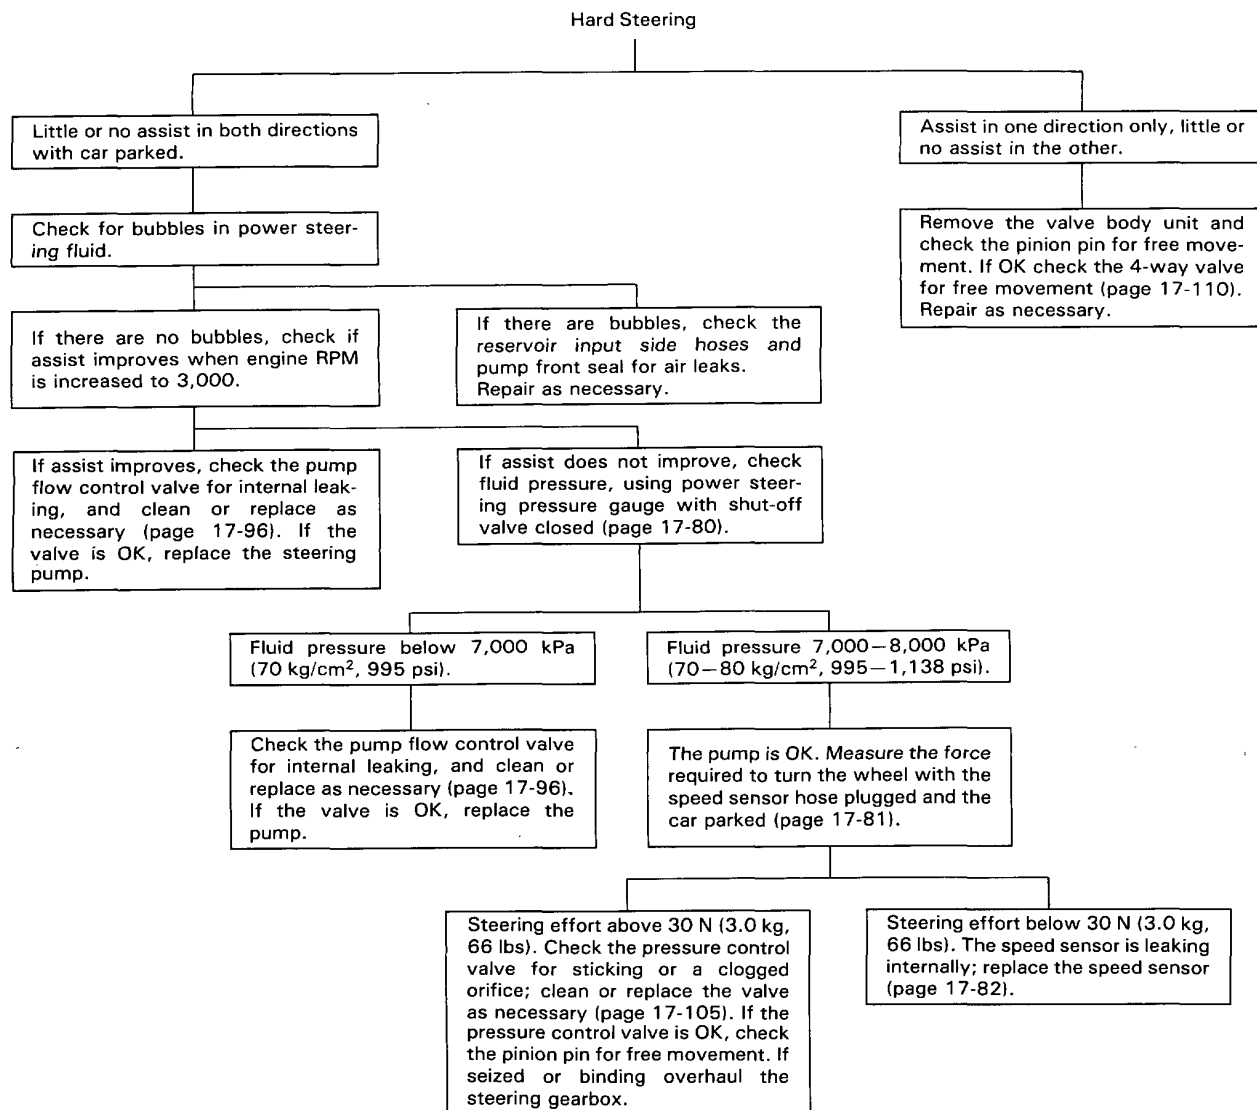 Hard Steering
Little or no assist in both directions
with car parked.
Assist in one direction only, little or
no assist in the other.
Check for bubbles in power steer-
ing fluid.
Remove the valve body unit and
check the pinion pin for free move-
ment. If OK check the 4-way valve
for free movement (page 17-110).
Repair as necessary.
If there are no bubbles, check if
assist improves when engine RPM
is increased to 3,000.
If there are bubbles, check the
reservoir input side hoses and
pump front seal for air leaks.
Repair as necessary.
If assist improves, check the pump
flow control valve for internal leak-
ing, and clean or replace as
necessary (page 17-96). If the
valve is OK, replace the steering
pump.
If assist does not improve, check
fluid pressure, using power steer-
ing pressure gauge with shut-off
valve closed (page 17-80).
Fluid pressure below 7,000 kPa
(70 kg/cm², 995 psi).
Fluid pressure 7,000—8,000 kPa
(70—80 kg/cm², 995—1,138 psi).
Check the pump flow control valve
for internal leaking, and clean or
replace as necessary (page 17-96).
If the valve is OK, replace the
pump.
The pump is OK. Measure the force
required to turn the wheel with the
speed sensor hose plugged and the
car parked (page 17-81).
Steering effort above 30 N (3.0 kg,
66 lbs). Check the pressure control
valve for sticking or a clogged
orifice; clean or replace the valve
as necessary (page 17-105). If the
pressure control valve is OK, check
the pinion pin for free movement. If
seized or binding overhaul the
steering gearbox.
Steering effort below 30 N (3.0 kg,
66 lbs). The speed sensor is leaking
internally; replace the speed sensor
(page 17-82).